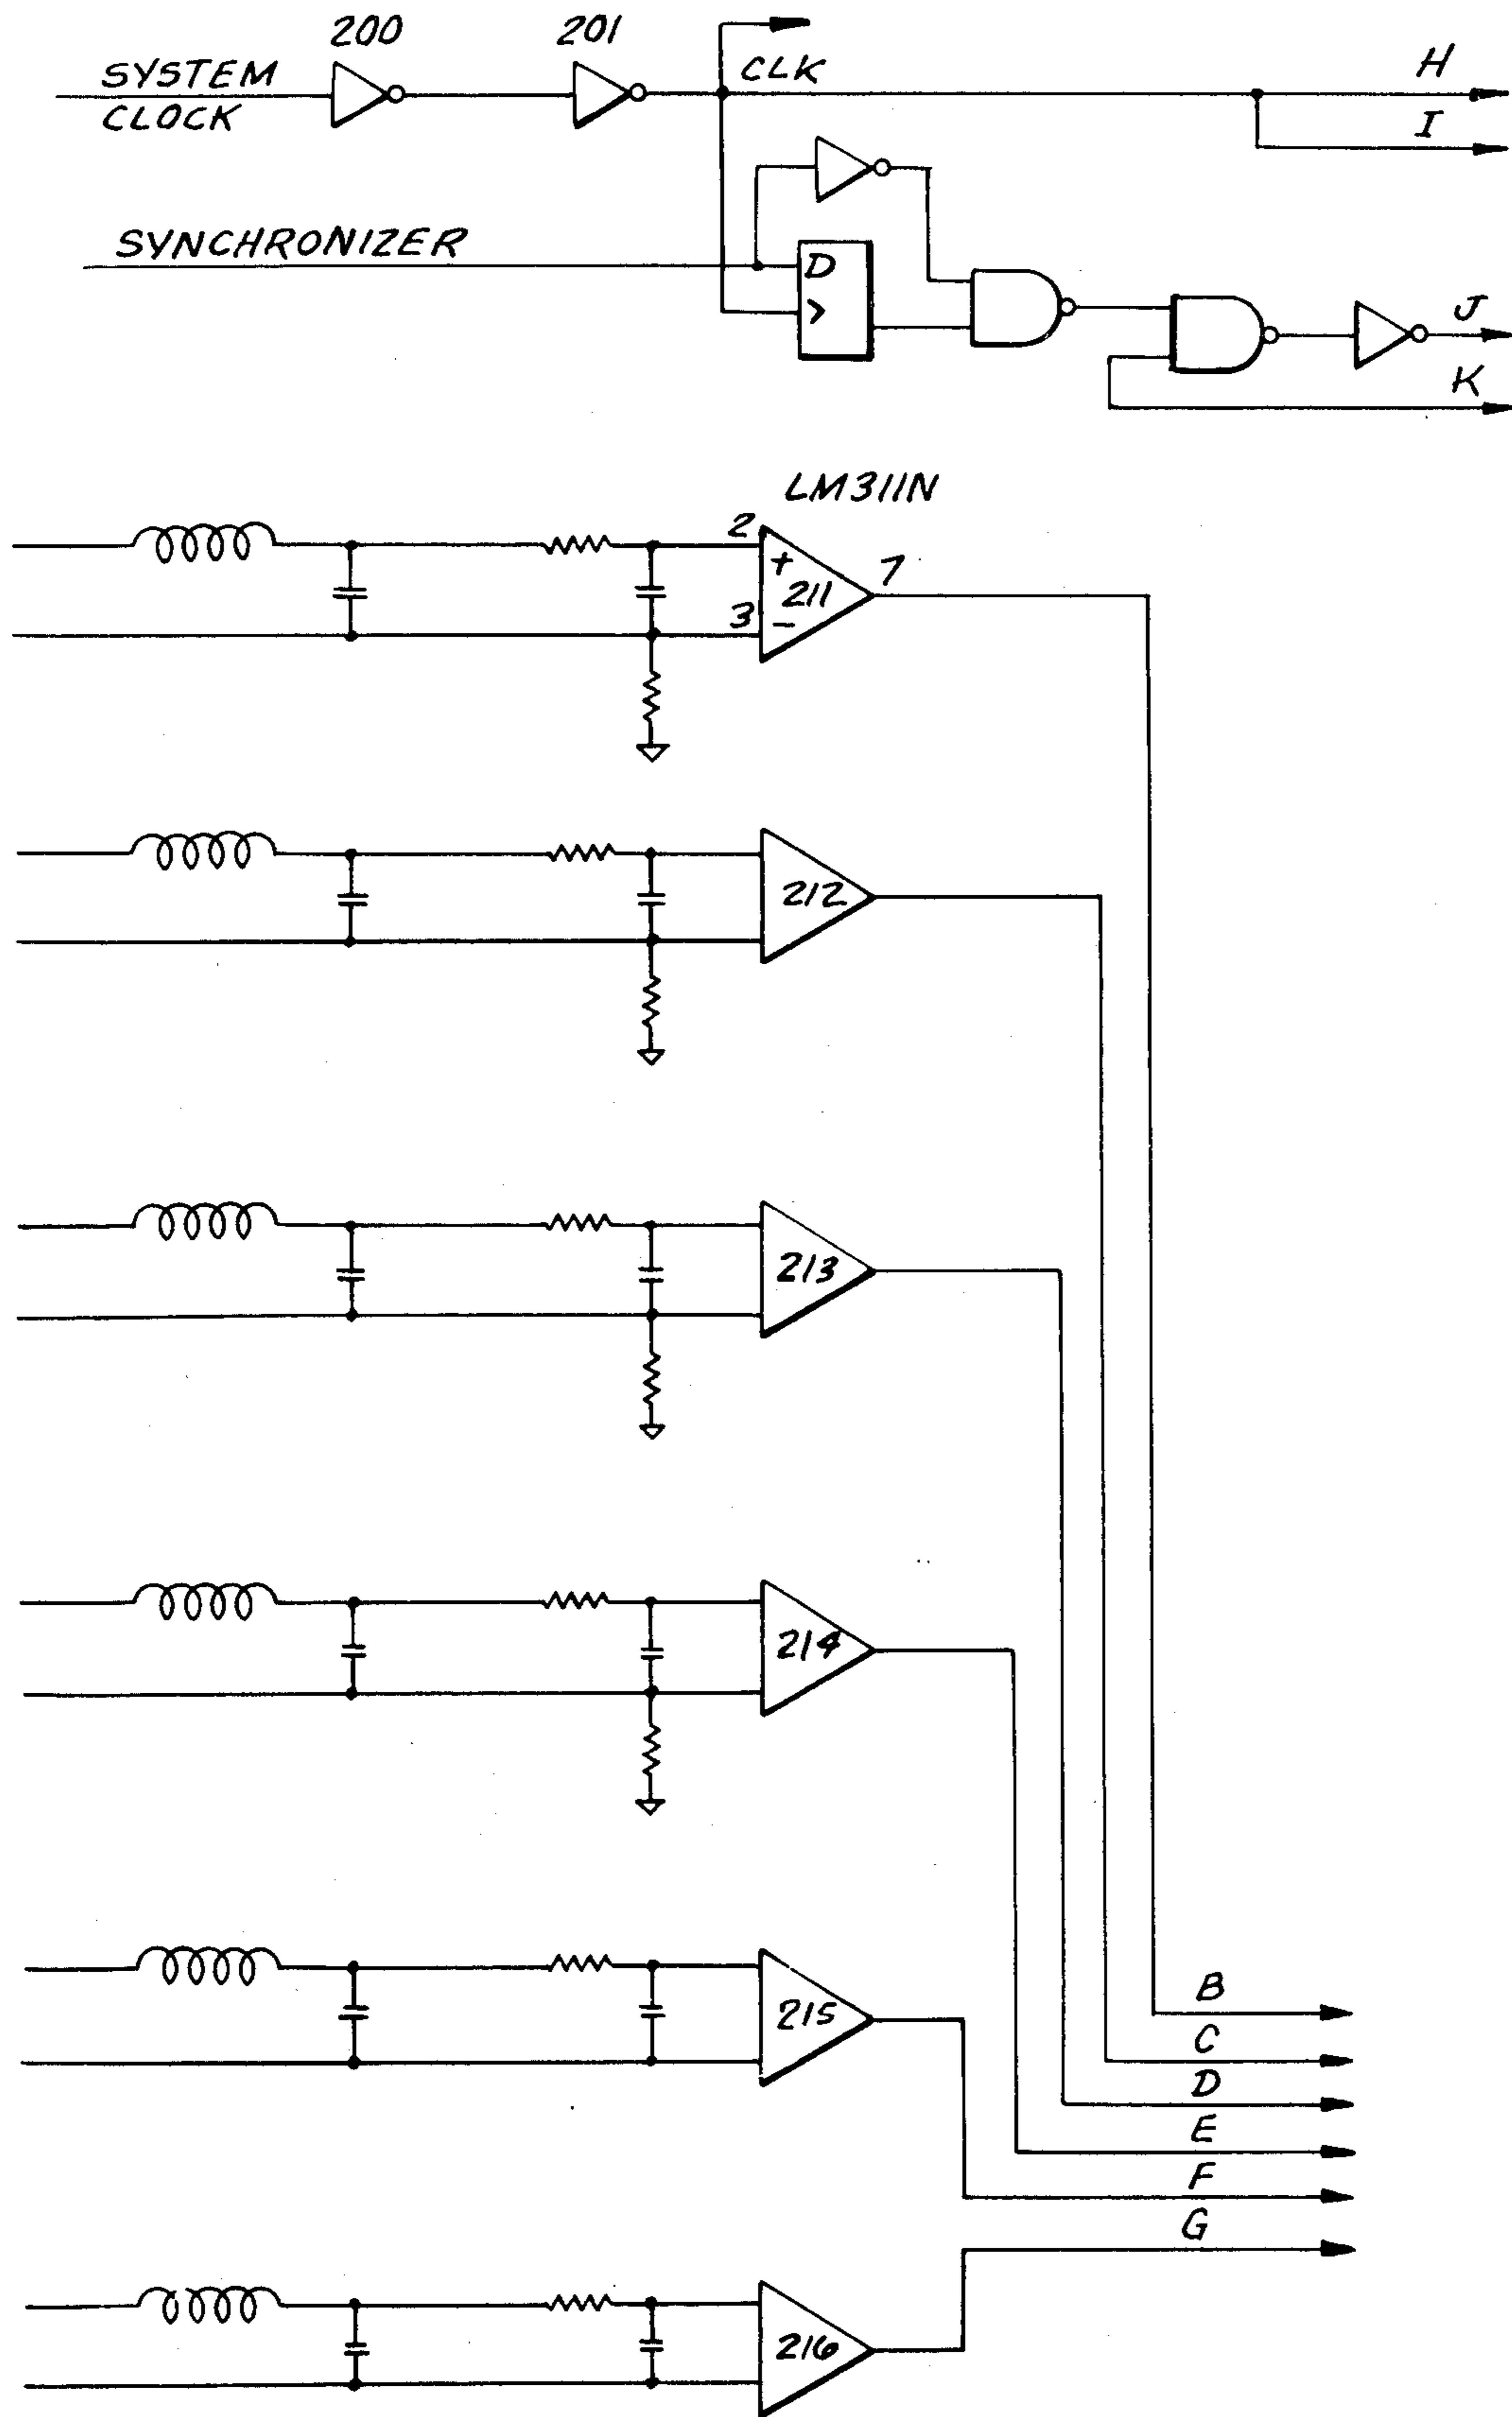 200
201
SYSTEM
CLOCK
CLK
H
I
SYNCHRONIZER
D
>
J
K
LM311N
2
+
211
7
3
-
212
213
214
215
B
C
D
E
F
G
216